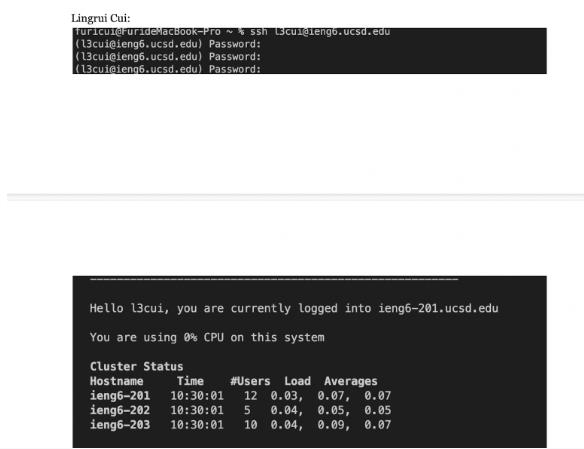 Lingrui Cui:
furicui@FurideMacBook-Pro ~ % ssh l3cui@ieng6.ucsd.edu
(l3cui@ieng6.ucsd.edu) Password:
(l3cui@ieng6.ucsd.edu) Password:
(l3cui@ieng6.ucsd.edu) Password:
Hello l3cui, you are currently logged into ieng6-201.ucsd.edu
You are using 0% CPU on this system
Cluster Status
Hostname Time #Users Load Averages
ieng6-201 10:30:01 12 0.03, 0.07, 0.07
ieng6-202 10:30:01 5 0.04, 0.05, 0.05
ieng6-203 10:30:01 10 0.04, 0.09, 0.07